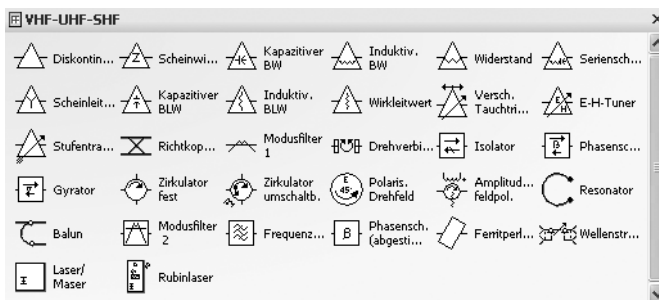 VHF-UHF-SHF
Diskontin... Scheinwi... Kapazitiver BW Induktiv. BW Widerstand Seriensch...
Scheinleit... Kapazitiver BLW Induktiv. BLW Wirkleitwert Versch. Tauchtri... E-H-Tuner
Stufentra... Richtkop... Modusfilter 1 Drehverbi... Isolator Phasensc...
Gyrator Zirkulator fest Zirkulator umschaltb. Polaris. Drehfeld Amplitud... feldpol. Resonator
Balun Modusfilter 2 Frequenz... Phasensch. (abgesti... Ferritperl... Wellenstr...
Laser/ Maser Rubinlaser